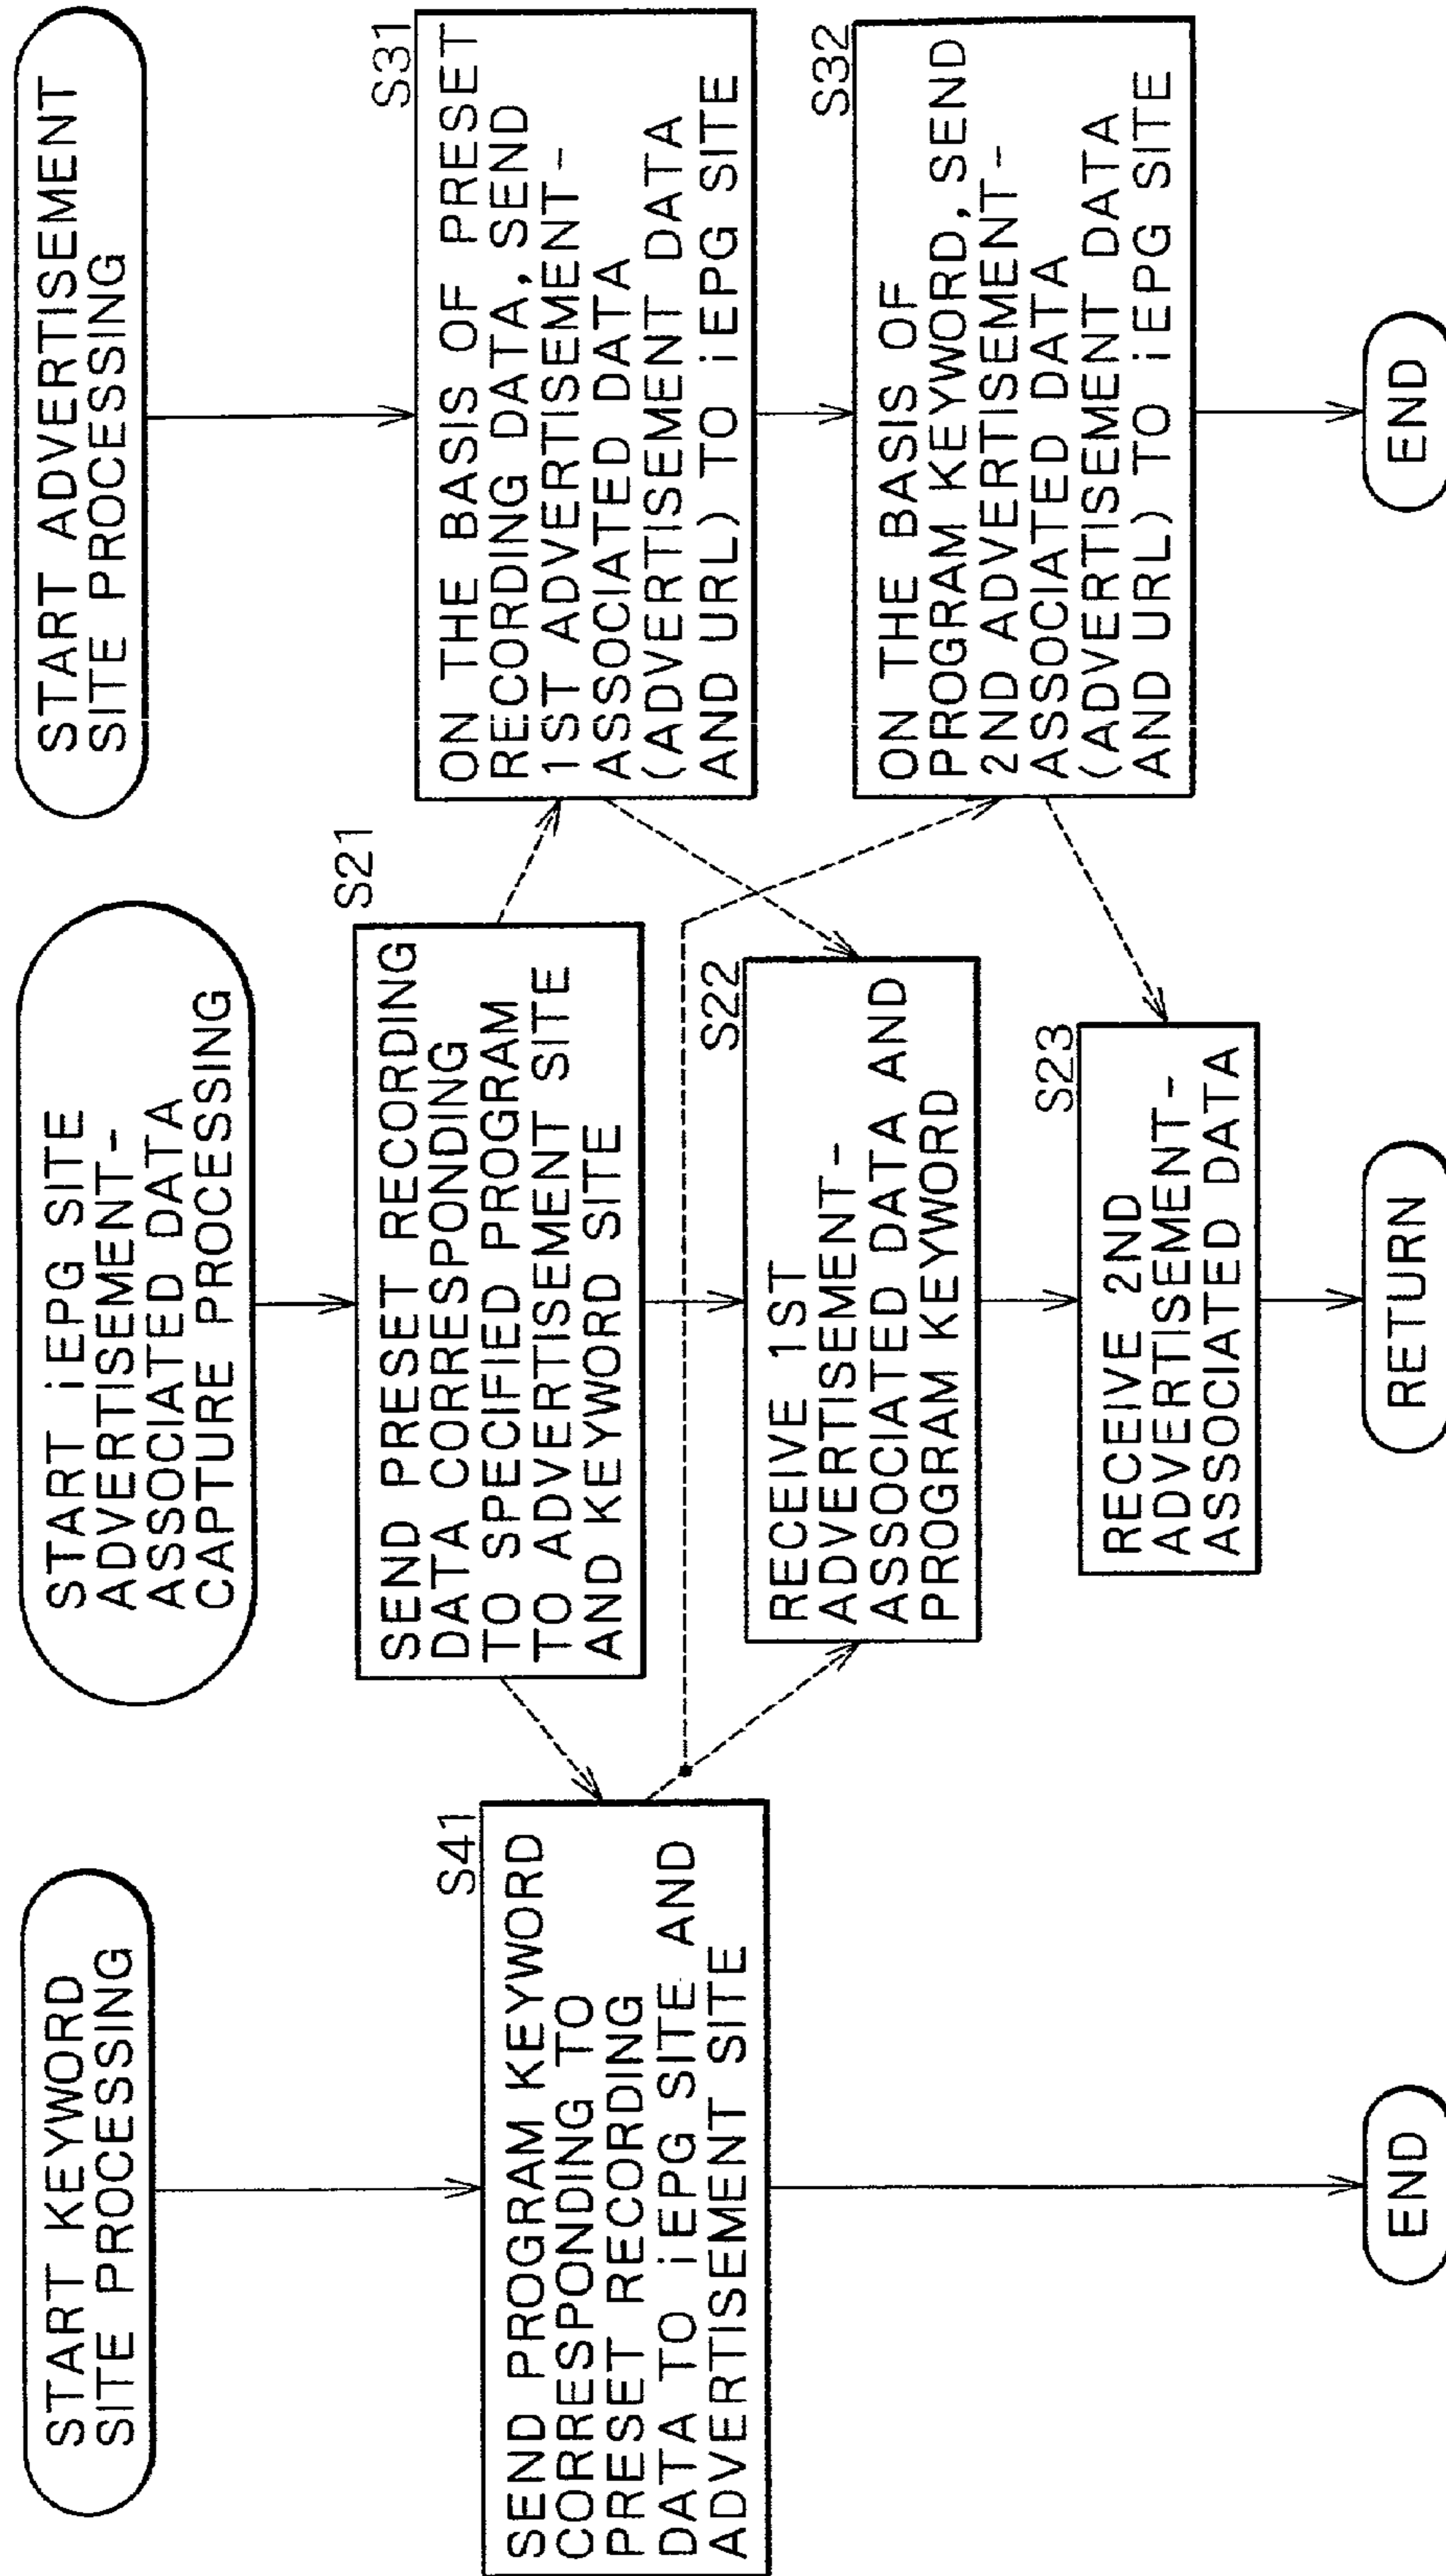 START KEYWORD
SITE PROCESSING
S41
SEND PROGRAM KEYWORD
CORRESPONDING TO
PRESET RECORDING
DATA TO iEPG SITE AND
ADVERTISEMENT SITE
END
START iEPG SITE
ADVERTISEMENT-
ASSOCIATED DATA
CAPTURE PROCESSING
S21
SEND PRESET RECORDING
DATA CORRESPONDING
TO SPECIFIED PROGRAM
TO ADVERTISEMENT SITE
AND KEYWORD SITE
S22
RECEIVE 1ST
ADVERTISEMENT-
ASSOCIATED DATA AND
PROGRAM KEYWORD
S23
RECEIVE 2ND
ADVERTISEMENT-
ASSOCIATED DATA
RETURN
START ADVERTISEMENT
SITE PROCESSING
S31
ON THE BASIS OF PRESET
RECORDING DATA, SEND
1ST ADVERTISEMENT-
ASSOCIATED DATA
(ADVERTISEMENT DATA
AND URL) TO iEPG SITE
S32
ON THE BASIS OF
PROGRAM KEYWORD, SEND
2ND ADVERTISEMENT-
ASSOCIATED DATA
(ADVERTISEMENT DATA
AND URL) TO iEPG SITE
END